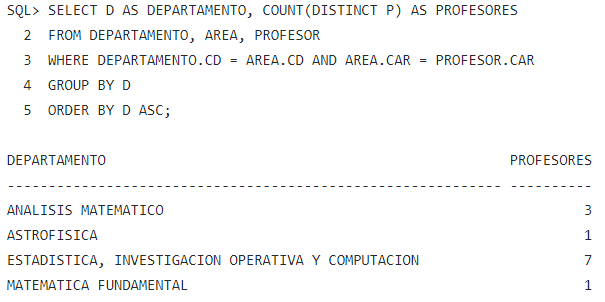 SQL> SELECT D AS DEPARTAMENTO, COUNT(DISTINCT P) AS PROFESORES
2 FROM DEPARTAMENTO, AREA, PROFESOR
3 WHERE DEPARTAMENTO.CD = AREA.CD AND AREA.CAR = PROFESOR.CAR
4 GROUP BY D
5 ORDER BY D ASC;
DEPARTAMENTO PROFESORES
------------------------------------------------------------ ----------
ANALISIS MATEMATICO 3
ASTROFISICA 1
ESTADISTICA, INVESTIGACION OPERATIVA Y COMPUTACION 7
MATEMATICA FUNDAMENTAL 1